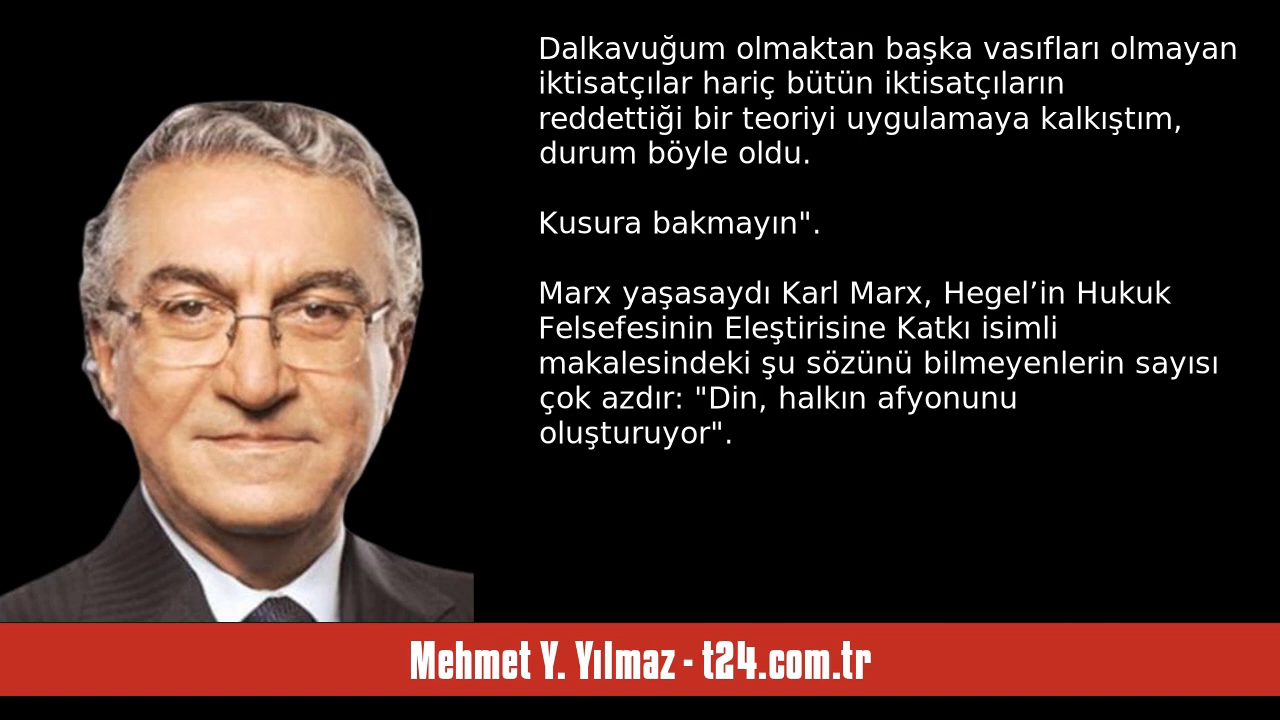 Dalkavuğum olmaktan başka vasıfları olmayan
iktisatçılar hariç bütün iktisatçıların
reddettiği bir teoriyi uygulamaya kalkıştım,
durum böyle oldu.
Kusura bakmayın".
Marx yaşasaydı Karl Marx, Hegel’in Hukuk
Felsefesinin Eleştirisine Katkı isimli
makalesindeki şu sözünü bilmeyenlerin sayısı
çok azdır: "Din, halkın afyonunu
oluşturuyor".
Mehmet Y. Yılmaz - t24.com.tr